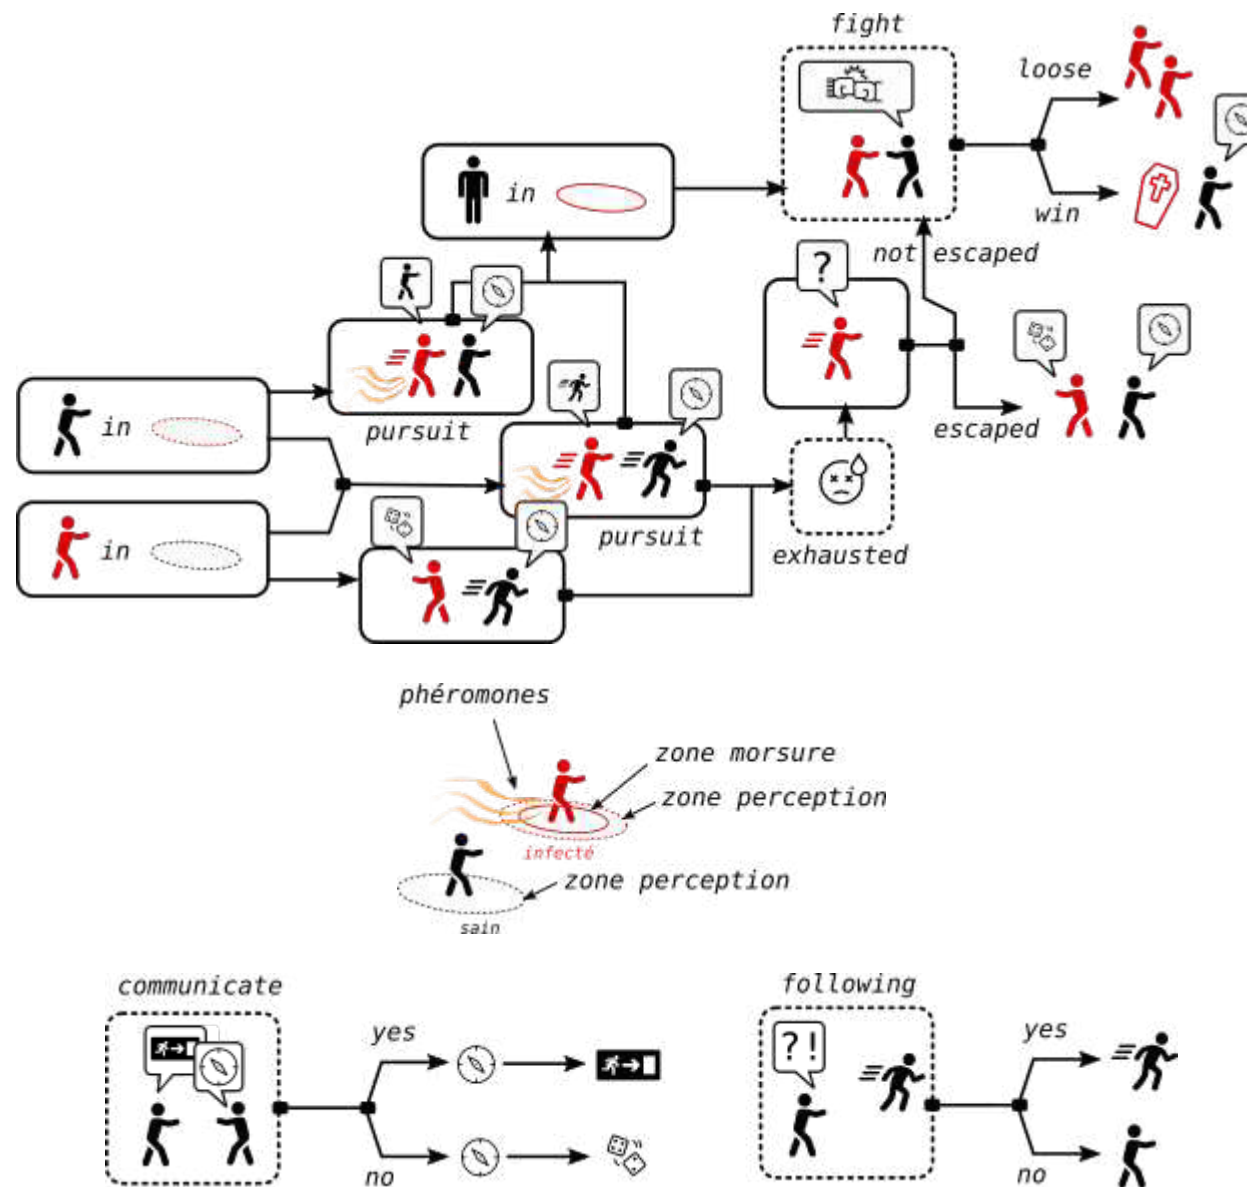 fight
loose
in
win
not escaped
?
in
pursuit
escaped
in
pursuit
exhausted
phéromones
zone morsure
zone perception
infecté
zone perception
sain
communicate
yes
no
following
?!
yes
no